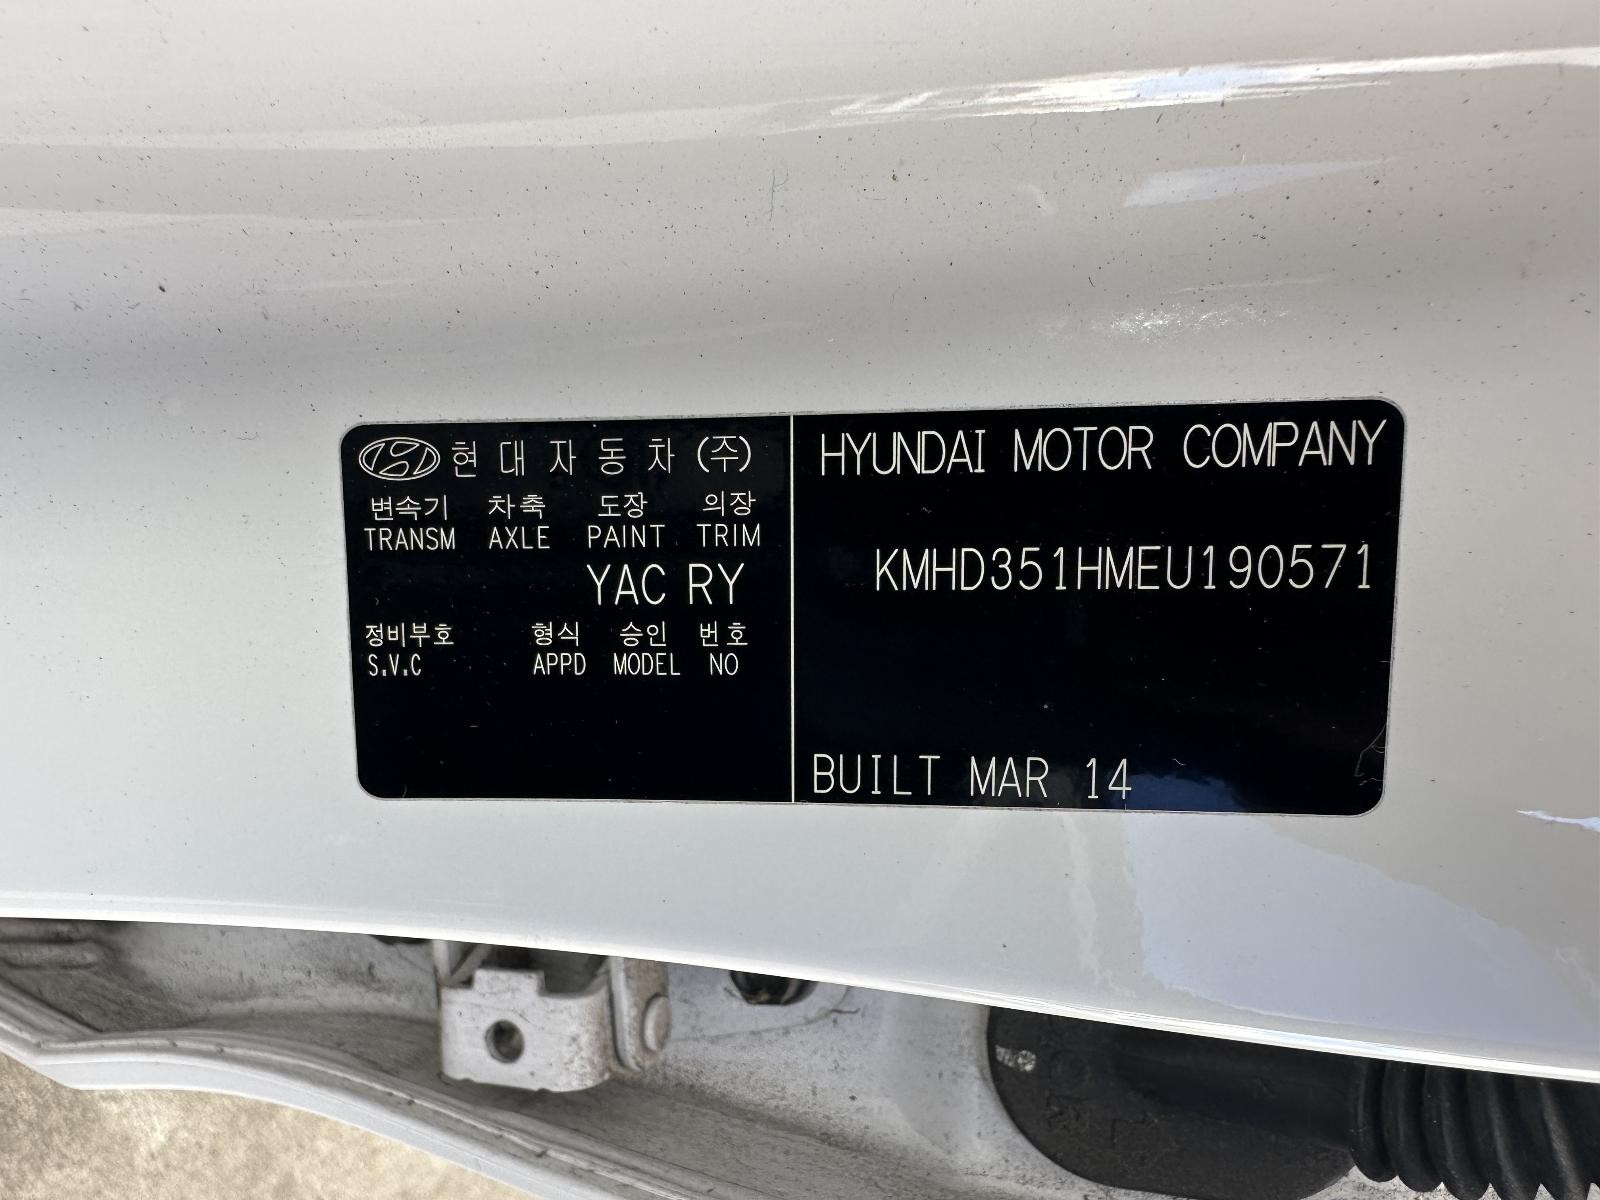 현대자동차(주)
변속기 차축 도장 의장
TRANSM AXLE PAINT TRIM
YAC RY
정비부호 형식 승인 번호
S.V.C APPD MODEL NO
HYUNDAI MOTOR COMPANY
KMHD351HMEU190571
BUILT MAR 14